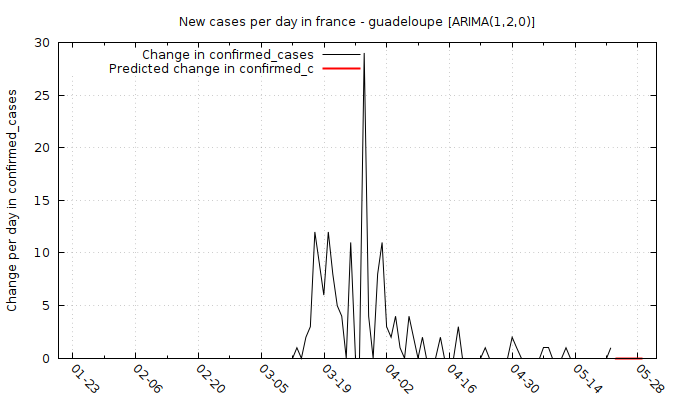 New cases per day in france - guadeloupe [ARIMA(1,2,0)]
Change in confirmed_cases
Predicted change in confirmed_c
Change per day in confirmed_cases
30
25
20
15
10
5
0
01-23 02-06 02-20 03-05 03-19 04-02 04-16 04-30 05-14 05-28